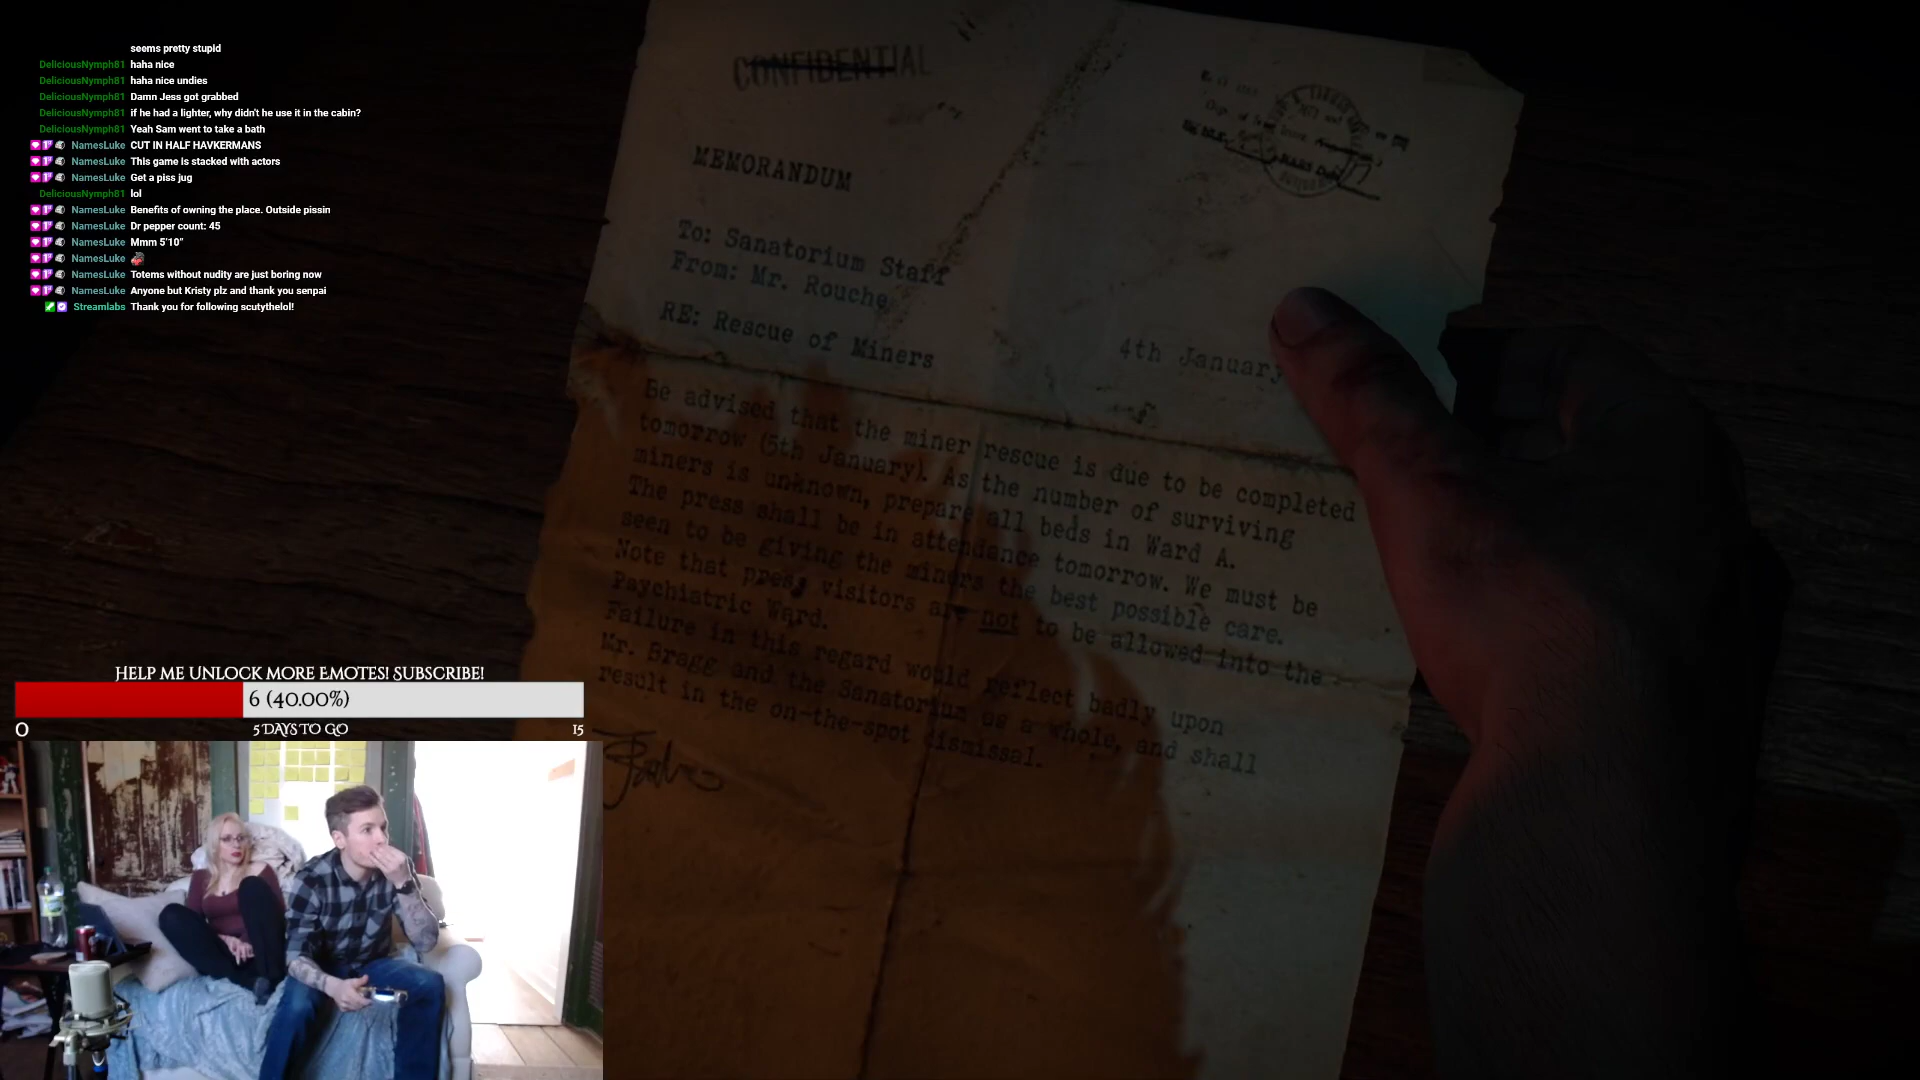 seems pretty stupid
DeliciousNymph81 haha nice
DeliciousNymph81 haha nice undies
DeliciousNymph81 Damn Jess got grabbed
DeliciousNymph81 if he had a lighter, why didn't he use it in the cabin?
DeliciousNymph81 Yeah Sam went to take a bath
NamesLuke CUT IN HALF HAVKERMANS
NamesLuke This game is stacked with actors
NamesLuke Get a piss jug
DeliciousNymph81 lol
NamesLuke Benefits of owning the place. Outside pissin
NamesLuke Dr pepper count: 45
NamesLuke Mmm 5'10"
NamesLuke
NamesLuke Totems without nudity are just boring now
NamesLuke Anyone but Kristy plz and thank you senpai
Streamlabs Thank you for following scutythelol!
CONFIDENTIAL
MEMORANDUM
To: Sanatorium Staff
From: Mr. Rouche
RE: Rescue of Miners
4th January
Be advised that the miner rescue is due to be completed
tomorrow (5th January). As the number of surviving
miners is unknown, prepare all beds in Ward A.
The press shall be in attendance tomorrow. We must be
seen to be giving the miners the best possible care.
Note that press visitors are not to be allowed into the
Psychiatric Ward.
Failure in this regard would reflect badly upon
Mr. Bragg and the Sanatorium as a whole, and shall
result in the on-the-spot dismissal.
Help me unlock more emotes! Subscribe!
6 (40.00%)
0
5 days to go
15